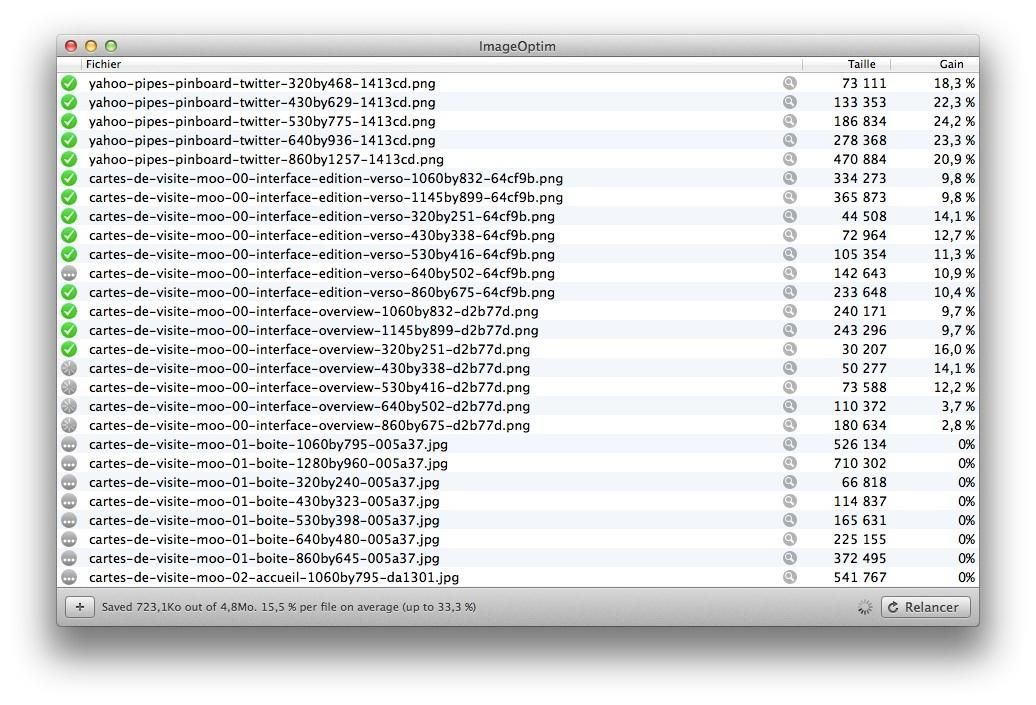 ImageOptim
Fichier Taille Gain
yahoo-pipes-pinboard-twitter-320by468-1413cd.png 73 111 18,3 %
yahoo-pipes-pinboard-twitter-430by629-1413cd.png 133 353 22,3 %
yahoo-pipes-pinboard-twitter-530by775-1413cd.png 186 834 24,2 %
yahoo-pipes-pinboard-twitter-640by936-1413cd.png 278 368 23,3 %
yahoo-pipes-pinboard-twitter-860by1257-1413cd.png 470 884 20,9 %
cartes-de-visite-moo-00-interface-edition-verso-1060by832-64cf9b.png 334 273 9,8 %
cartes-de-visite-moo-00-interface-edition-verso-1145by899-64cf9b.png 365 873 9,8 %
cartes-de-visite-moo-00-interface-edition-verso-320by251-64cf9b.png 44 508 14,1 %
cartes-de-visite-moo-00-interface-edition-verso-430by338-64cf9b.png 72 964 12,7 %
cartes-de-visite-moo-00-interface-edition-verso-530by416-64cf9b.png 105 354 11,3 %
cartes-de-visite-moo-00-interface-edition-verso-640by502-64cf9b.png 142 643 10,9 %
cartes-de-visite-moo-00-interface-edition-verso-860by675-64cf9b.png 233 648 10,4 %
cartes-de-visite-moo-00-interface-overview-1060by832-d2b77d.png 240 171 9,7 %
cartes-de-visite-moo-00-interface-overview-1145by899-d2b77d.png 243 296 9,7 %
cartes-de-visite-moo-00-interface-overview-320by251-d2b77d.png 30 207 16,0 %
cartes-de-visite-moo-00-interface-overview-430by338-d2b77d.png 50 277 14,1 %
cartes-de-visite-moo-00-interface-overview-530by416-d2b77d.png 73 588 12,2 %
cartes-de-visite-moo-00-interface-overview-640by502-d2b77d.png 110 372 3,7 %
cartes-de-visite-moo-00-interface-overview-860by675-d2b77d.png 180 634 2,8 %
cartes-de-visite-moo-01-boite-1060by795-005a37.jpg 526 134 0%
cartes-de-visite-moo-01-boite-1280by960-005a37.jpg 710 302 0%
cartes-de-visite-moo-01-boite-320by240-005a37.jpg 66 818 0%
cartes-de-visite-moo-01-boite-430by323-005a37.jpg 114 837 0%
cartes-de-visite-moo-01-boite-530by398-005a37.jpg 165 631 0%
cartes-de-visite-moo-01-boite-640by480-005a37.jpg 225 155 0%
cartes-de-visite-moo-01-boite-860by645-005a37.jpg 372 495 0%
cartes-de-visite-moo-02-accueil-1060by795-da1301.jpg 541 767 0%
+ Saved 723,1Ko out of 4,8Mo. 15,5 % per file on average (up to 33,3 %) Relancer